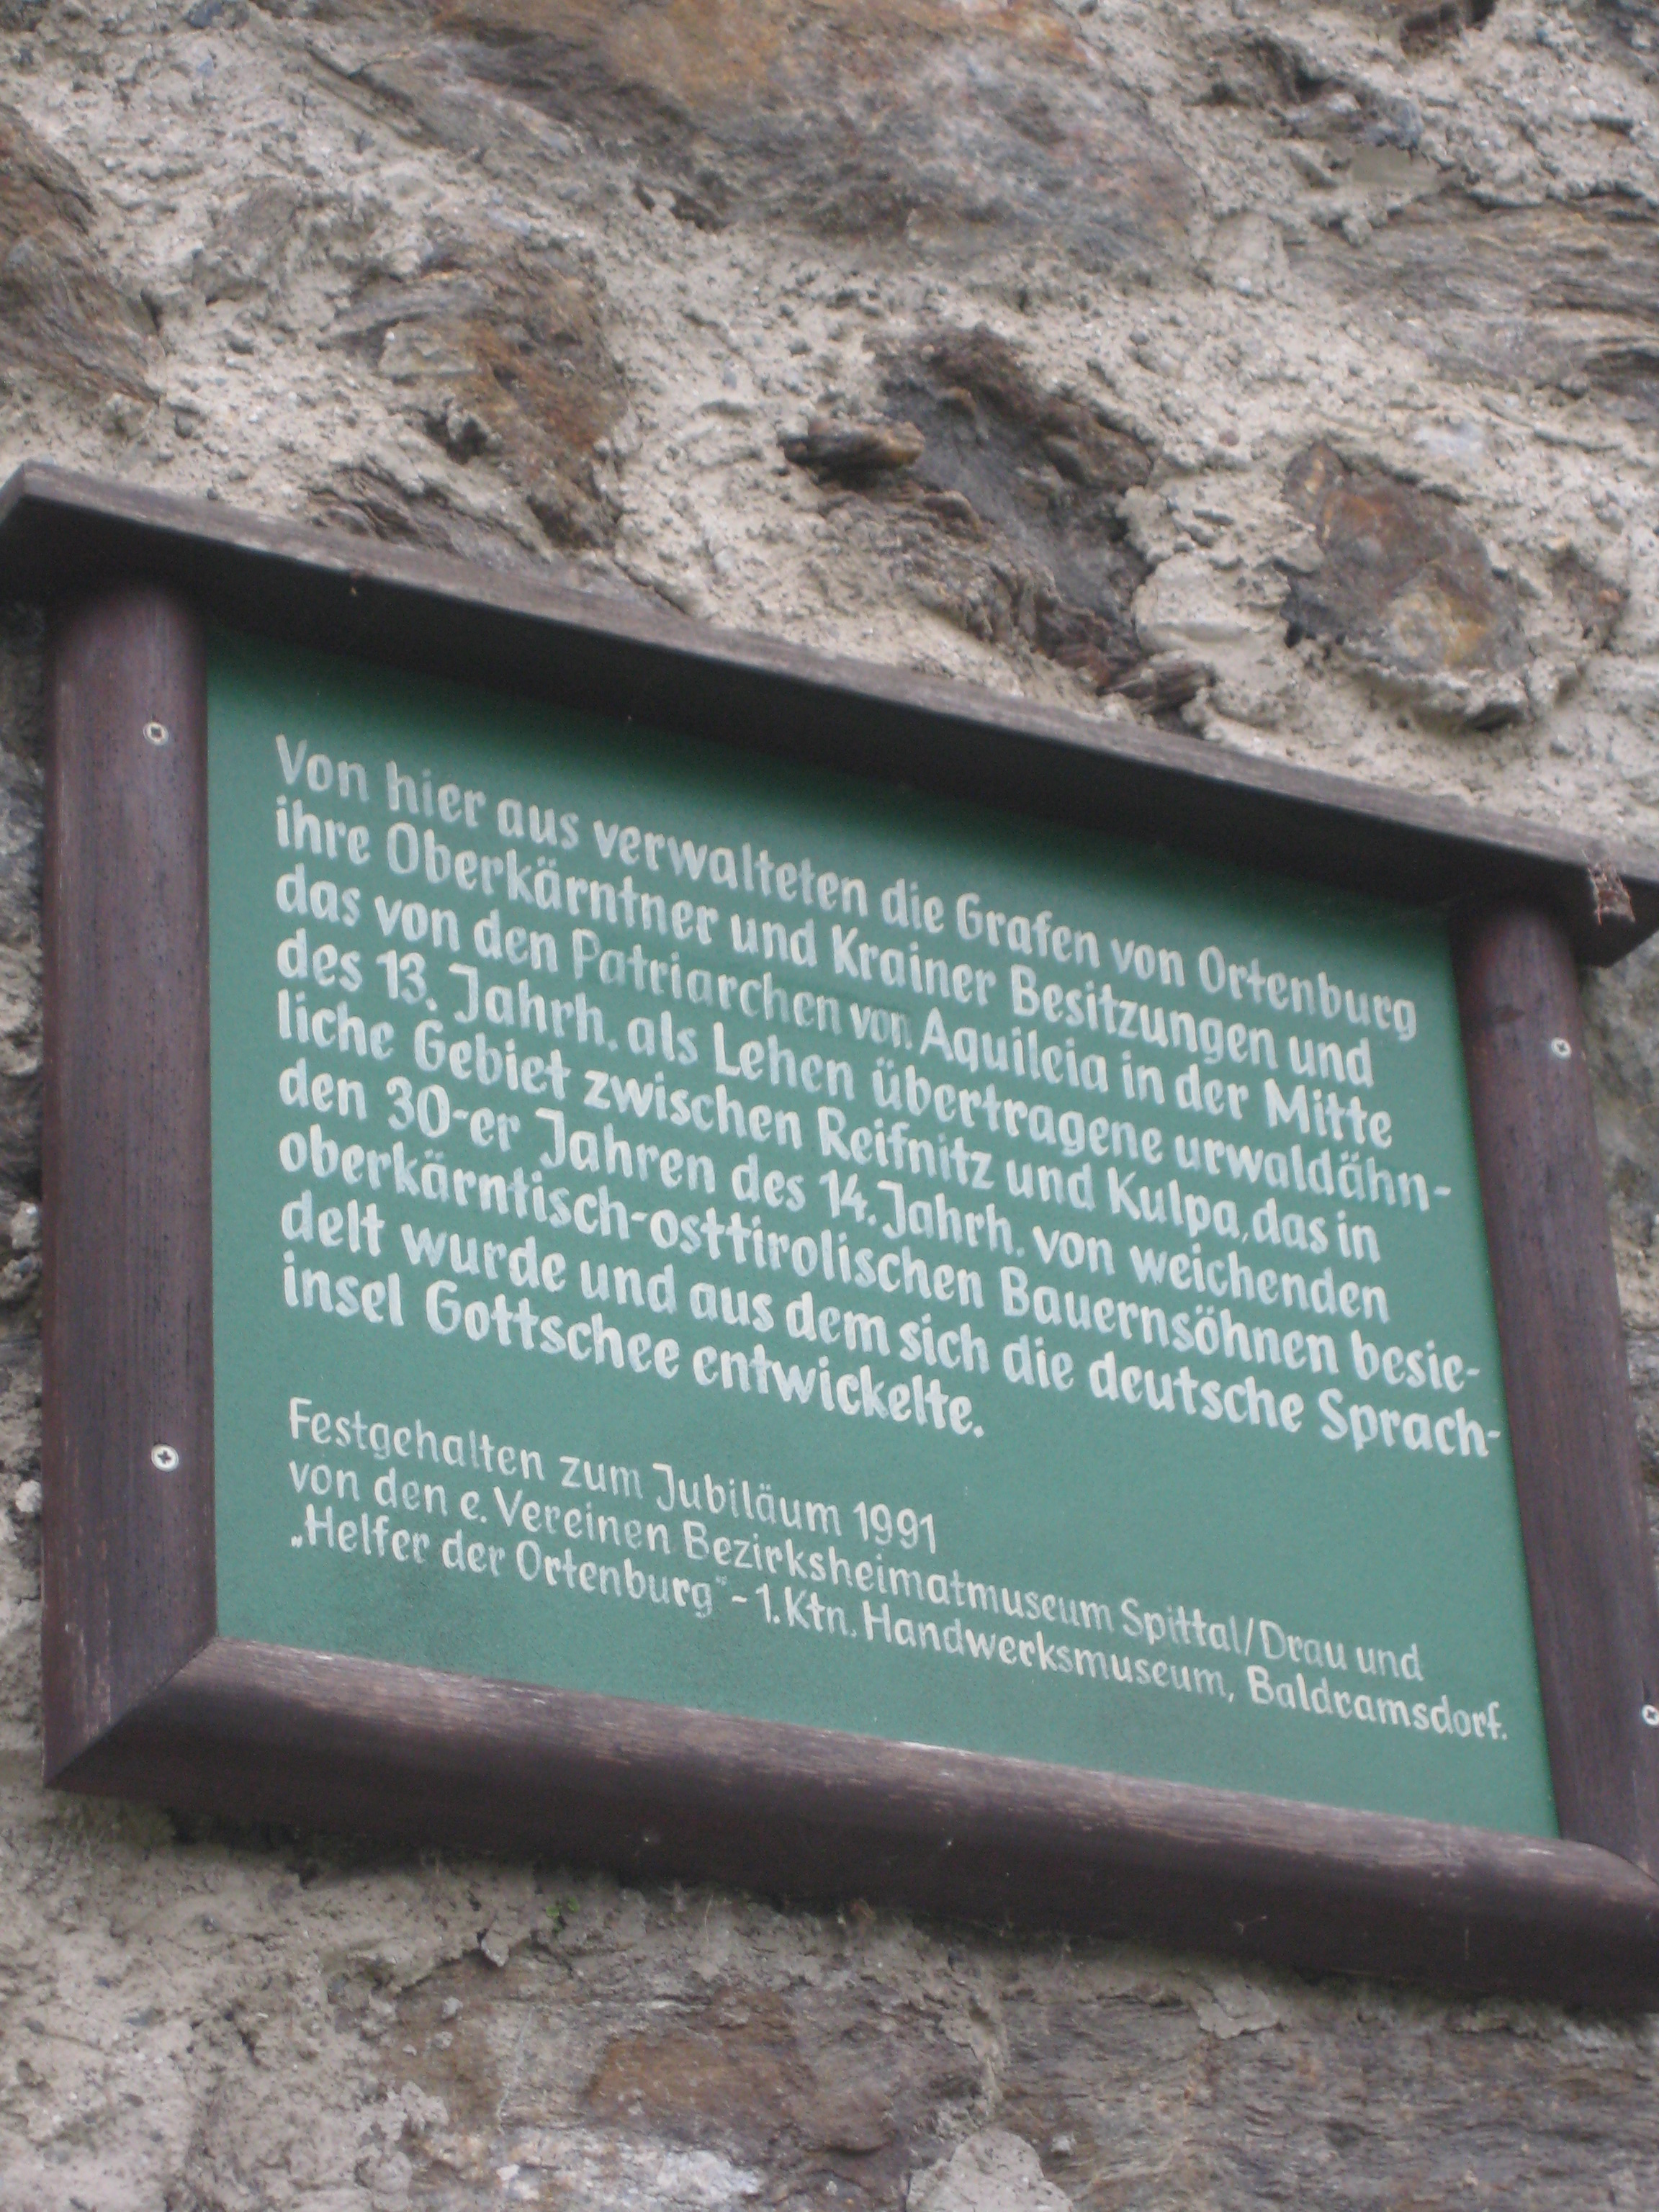 Von hier aus verwalteten die Grafen von Ortenburg
ihre Oberkärntner und Krainer Besitzungen und
das von den Patriarchen von Aquileia in der Mitte
des 13. Jahrh. als Lehen übertragene urwaldähn-
liche Gebiet zwischen Reifnitz und Kulpa, das in
den 30-er Jahren des 14. Jahrh. von weichenden
oberkärntisch-osttirolischen Bauernsöhnen besie-
delt wurde und aus dem sich die deutsche Sprach-
insel Gottschee entwickelte.
Festgehalten zum Jubiläum 1991
von den e. Vereinen Bezirksheimatmuseum Spittal/Drau und
„Helfer der Ortenburg" - 1. Ktn. Handwerksmuseum, Baldramsdorf.